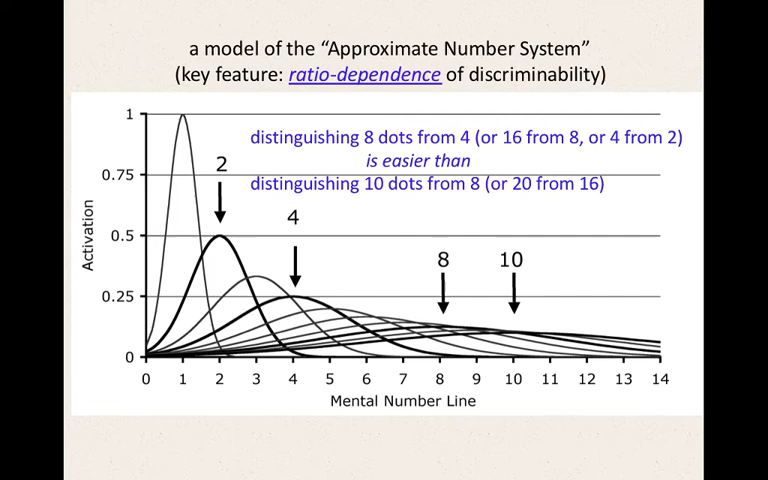 a model of the “Approximate Number System”
(key feature: ratio-dependence of discriminability)
distinguishing 8 dots from 4 (or 16 from 8, or 4 from 2)
is easier than
distinguishing 10 dots from 8 (or 20 from 16)
2
4
8
10
Activation
1
0.75
0.5
0.25
0
0 1 2 3 4 5 6 7 8 9 10 11 12 13 14
Mental Number Line